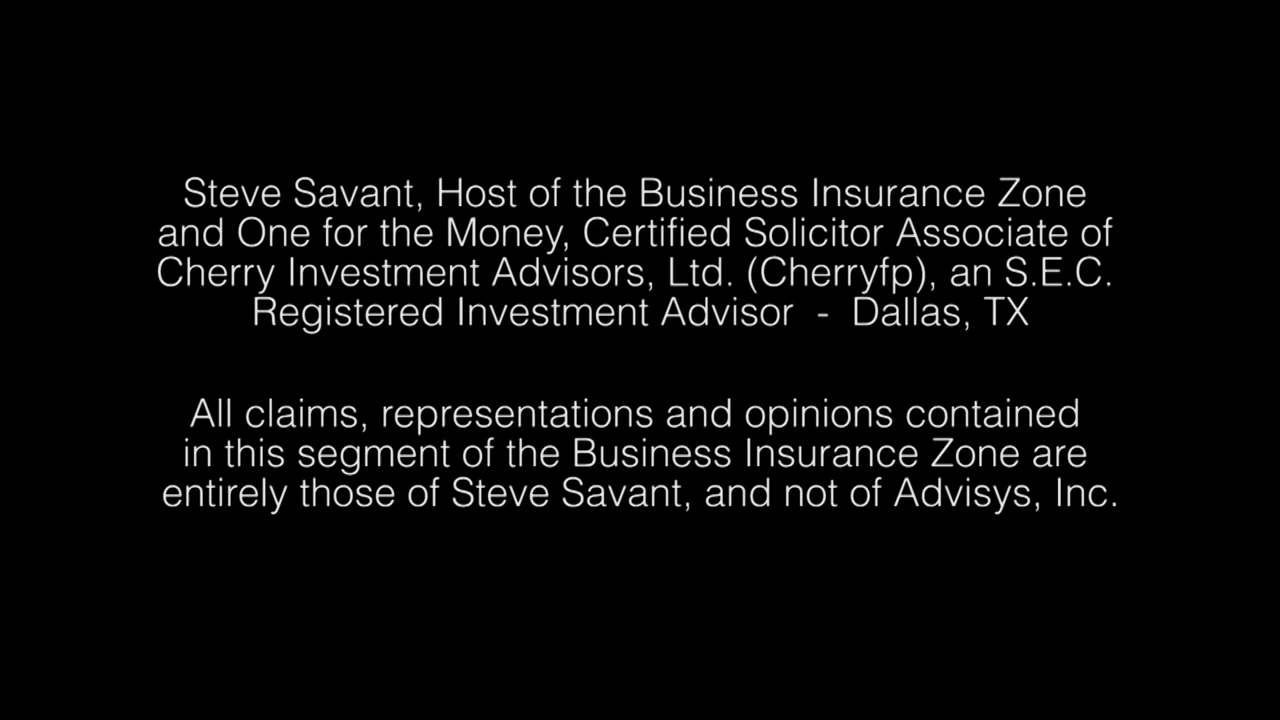 Steve Savant, Host of the Business Insurance Zone
and One for the Money, Certified Solicitor Associate of
Cherry Investment Advisors, Ltd. (Cherryfp), an S.E.C.
Registered Investment Advisor - Dallas, TX
All claims, representations and opinions contained
in this segment of the Business Insurance Zone are
entirely those of Steve Savant, and not of Advisys, Inc.